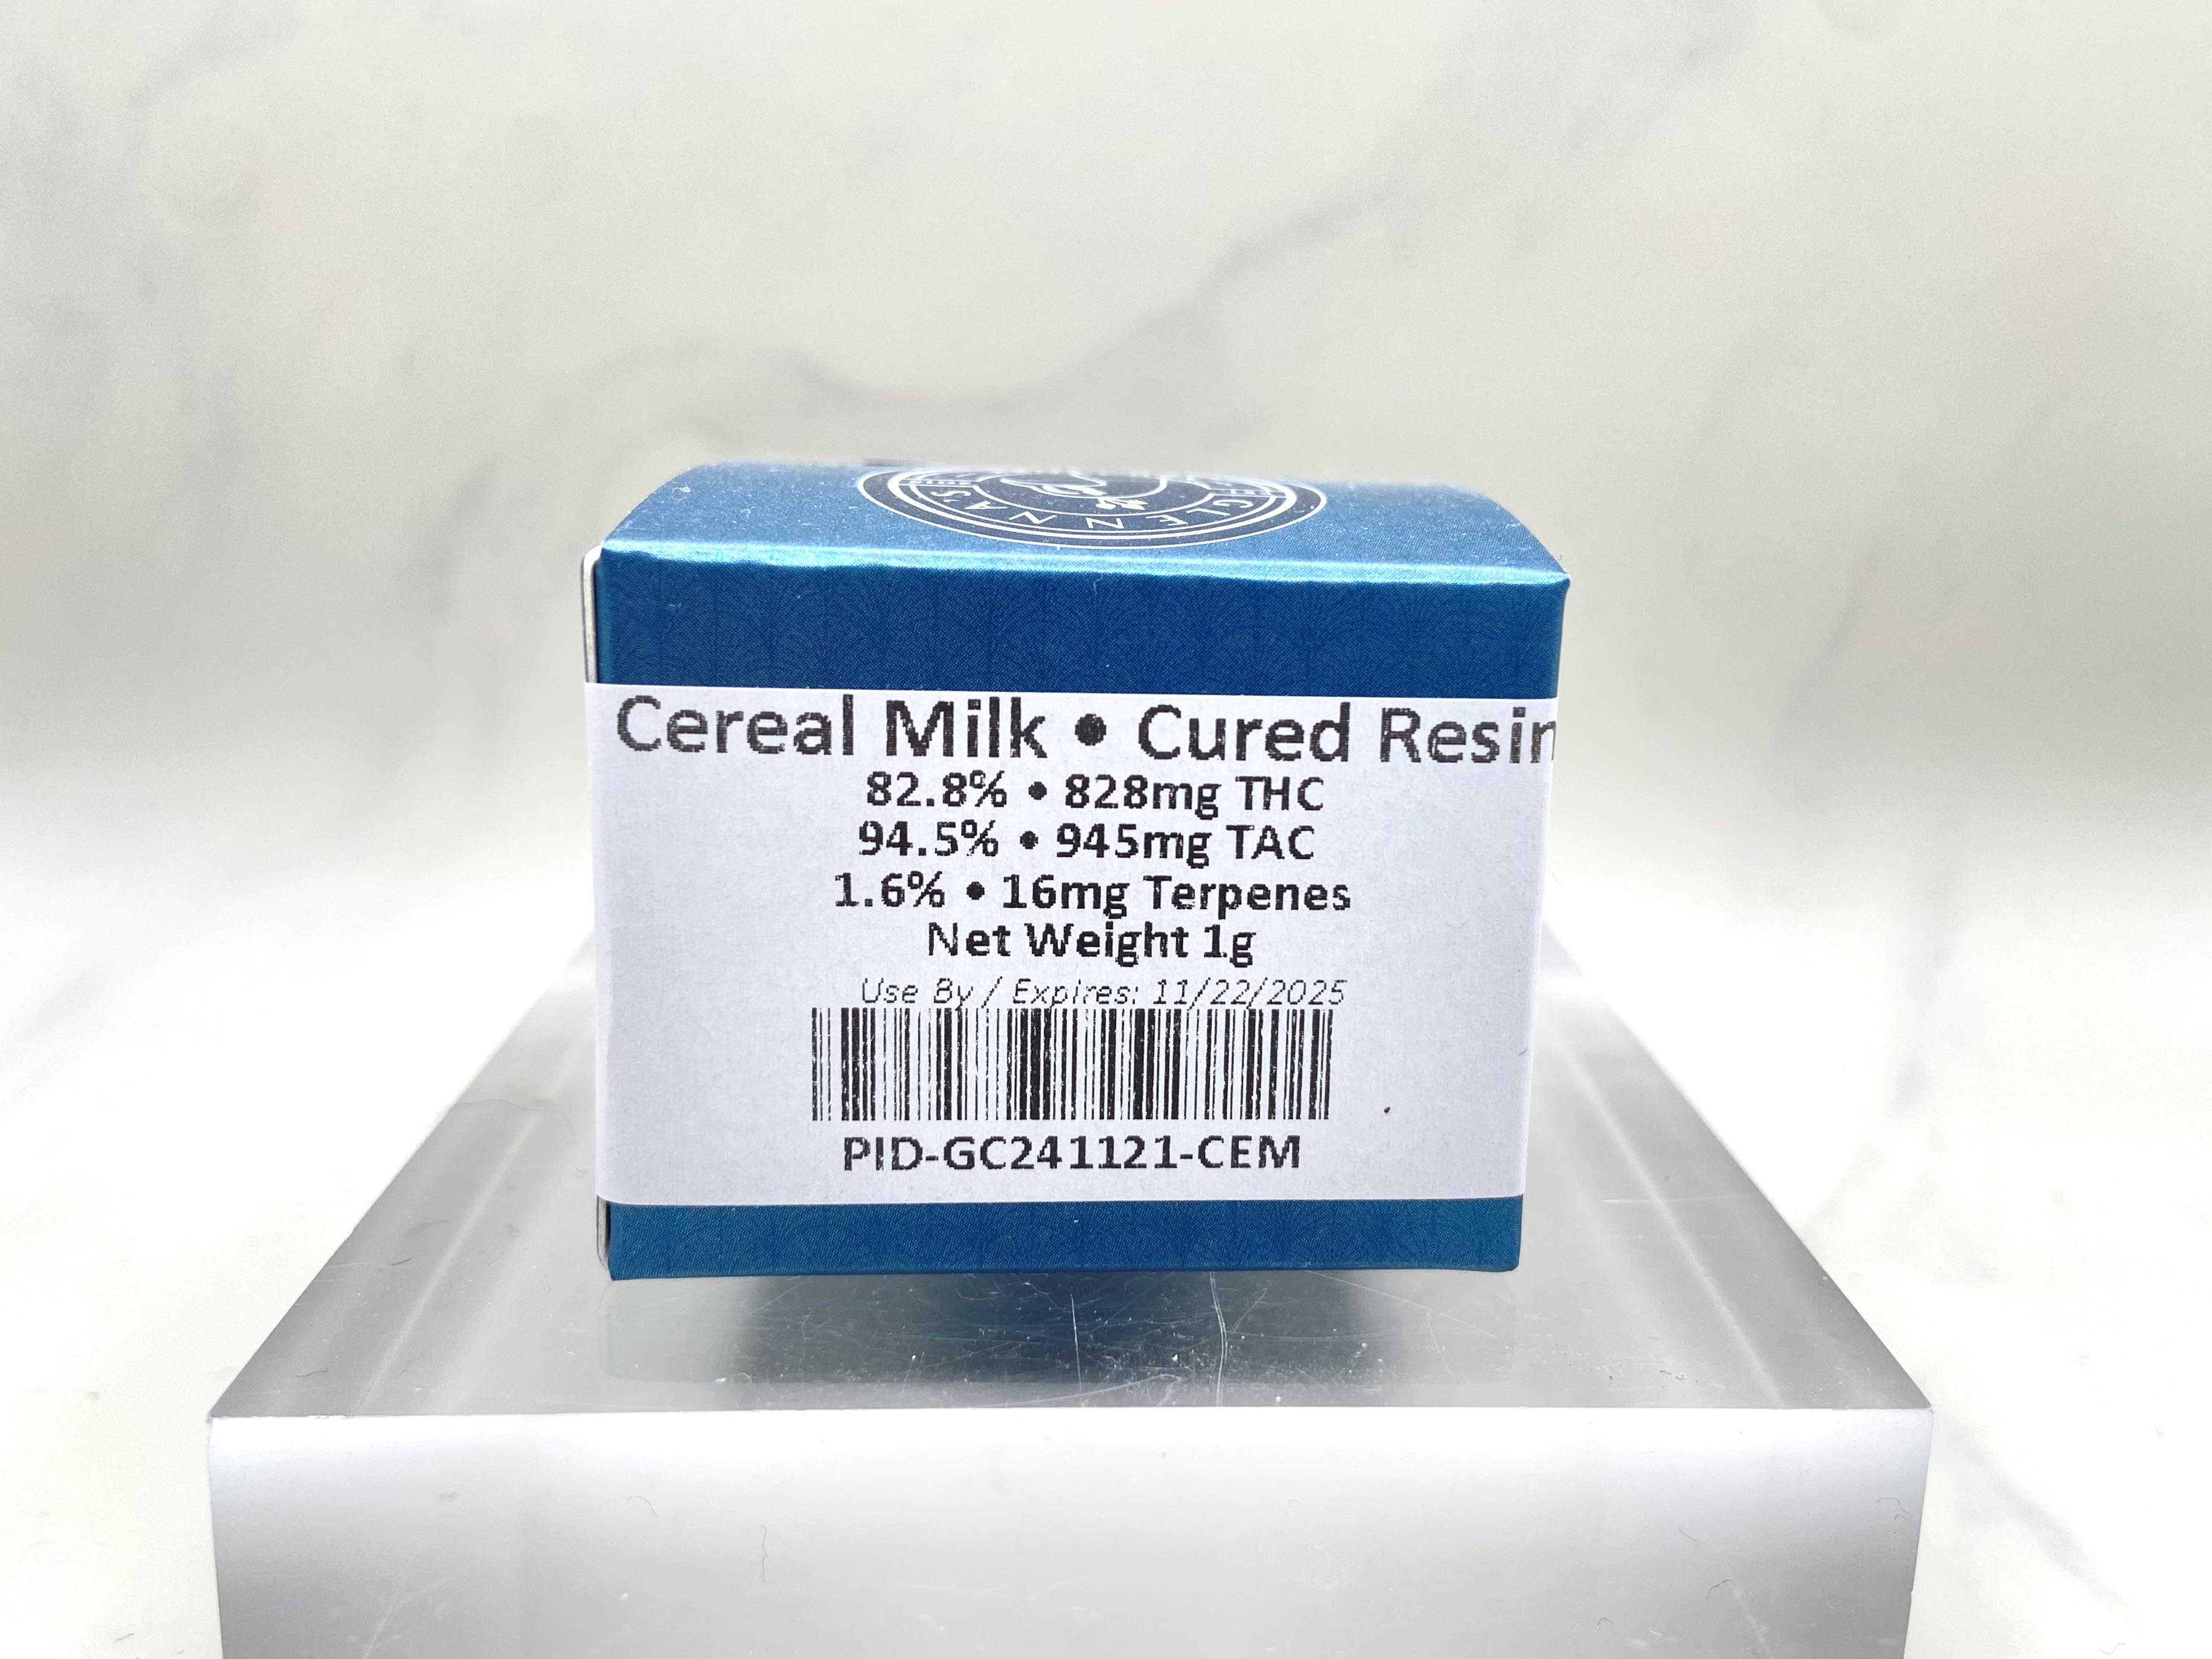 GLENNA'S
Cereal Milk • Cured Resin
82.8% • 828mg THC
94.5% • 945mg TAC
1.6% • 16mg Terpenes
Net Weight 1g
Use By / Expires: 11/22/2025
PID-GC241121-CEM